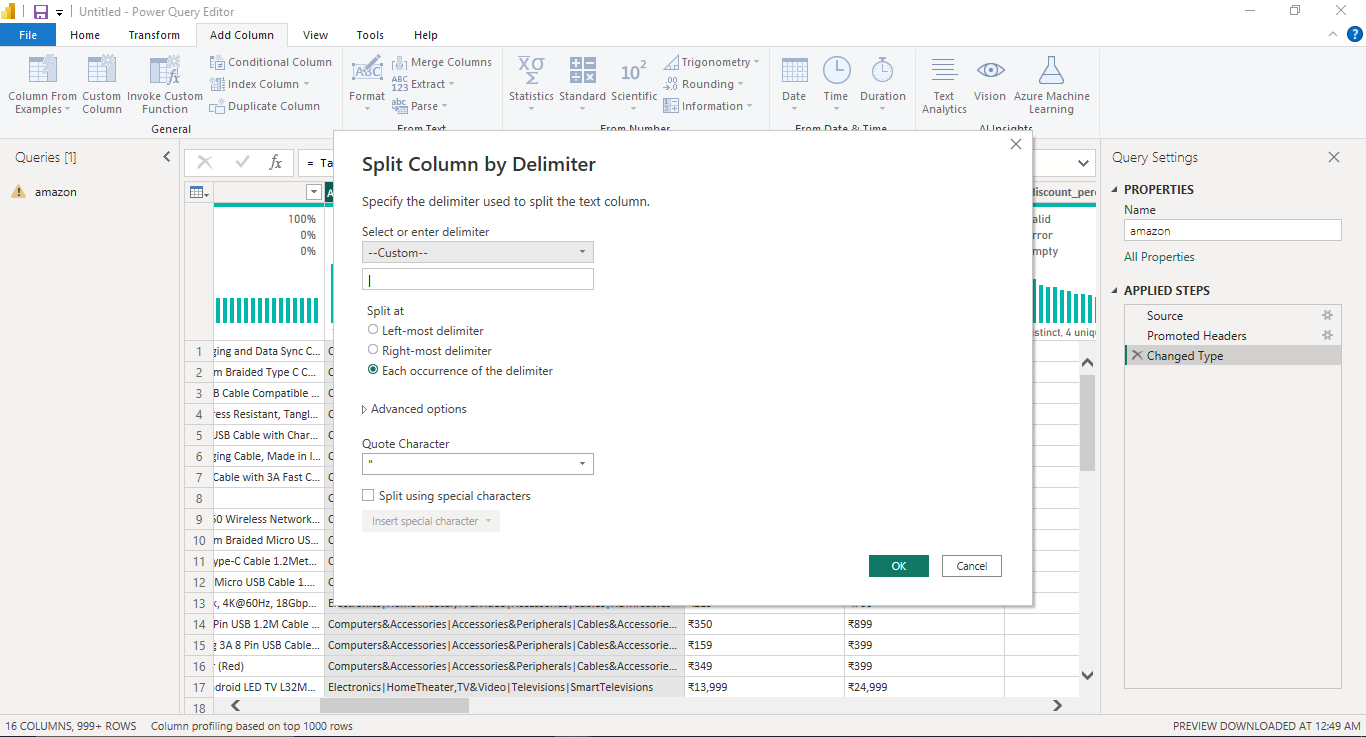 Untitled - Power Query Editor
File Home Transform Add Column View Tools Help
Column From Examples
Custom Column
Invoke Custom Function
Conditional Column
Index Column
Duplicate Column
General
Format
Merge Columns
Extract
Parse
From Text
Statistics
Standard
Scientific
Trigonometry
Rounding
Information
From Number
Date
Time
Duration
From Date & Time
Text Analytics
Vision
Azure Machine Learning
AI Insights
Queries [1]
amazon
fx
= Ta
A
100%
0%
0%
Split Column by Delimiter
Specify the delimiter used to split the text column.
Select or enter delimiter
--Custom--
|
Split at
Left-most delimiter
Right-most delimiter
Each occurrence of the delimiter
Advanced options
Quote Character
"
Split using special characters
Insert special character
OK
Cancel
iscount_per
alid
rror
mpty
stinct, 4 uniq
1 ging and Data Sync C... C
2 m Braided Type C C... C
3 B Cable Compatible ... C
4 ress Resistant, Tangl... C
5 USB Cable with Char... C
6 ging Cable, Made in I... C
7 Cable with 3A Fast C... C
8 C
9 50 Wireless Network... C
10 m Braided Micro US... C
11 ype-C Cable 1.2Met... C
12 Micro USB Cable 1.... C
13 k, 4K@60Hz, 18Gbp...
14 Pin USB 1.2M Cable ... Computers&Accessories|Accessories&Peripherals|Cables&Accessorie... ₹350 ₹899
15 g 3A 8 Pin USB Cable... Computers&Accessories|Accessories&Peripherals|Cables&Accessorie... ₹159 ₹399
16 r (Red) Computers&Accessories|Accessories&Peripherals|Cables&Accessorie... ₹349 ₹399
17 droid LED TV L32M... Electronics|HomeTheater,TV&Video|Televisions|SmartTelevisions ₹13,999 ₹24,999
18
Query Settings
PROPERTIES
Name
amazon
All Properties
APPLIED STEPS
Source
Promoted Headers
Changed Type
16 COLUMNS, 999+ ROWS Column profiling based on top 1000 rows
PREVIEW DOWNLOADED AT 12:49 AM